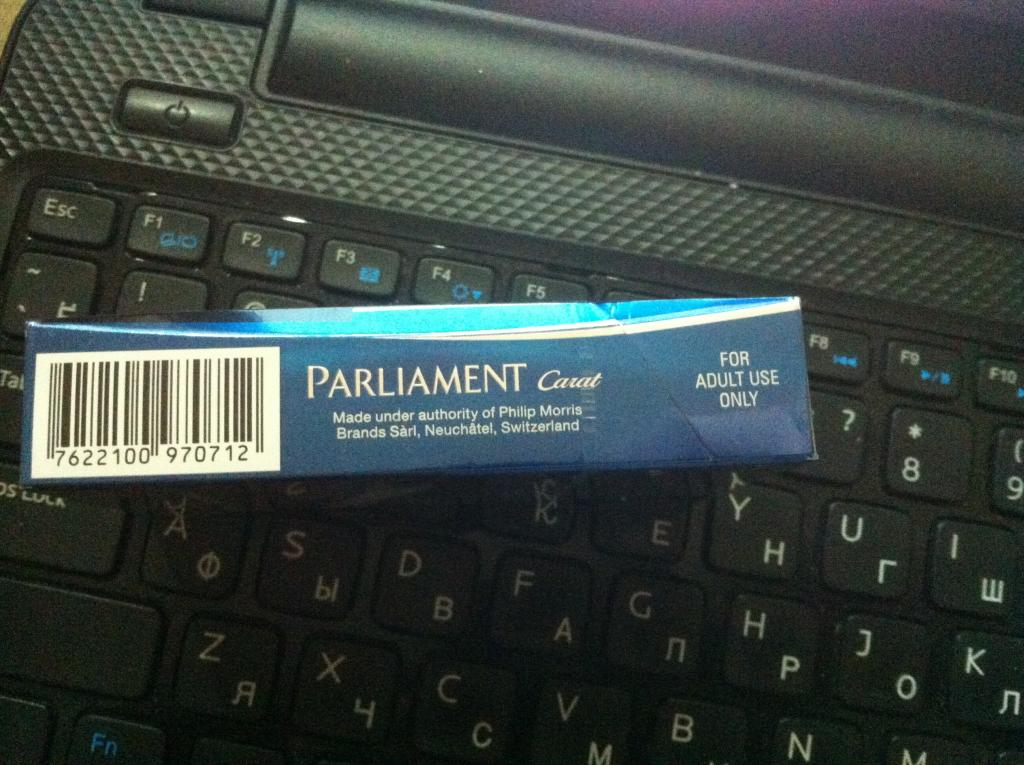 Esc F1 F2 F3 F4 F5 F8 F9 F10
~ !
PARLIAMENT Carat
Made under authority of Philip Morris
Brands Sàrl, Neuchâtel, Switzerland
FOR
ADULT USE
ONLY
7622100 970712
? * 8 ( 9
A Ф S Ы D В F А G П H Р J О K Л
Y Н U Г I Ш
Z Я X Ч C С V М B N M
Fn